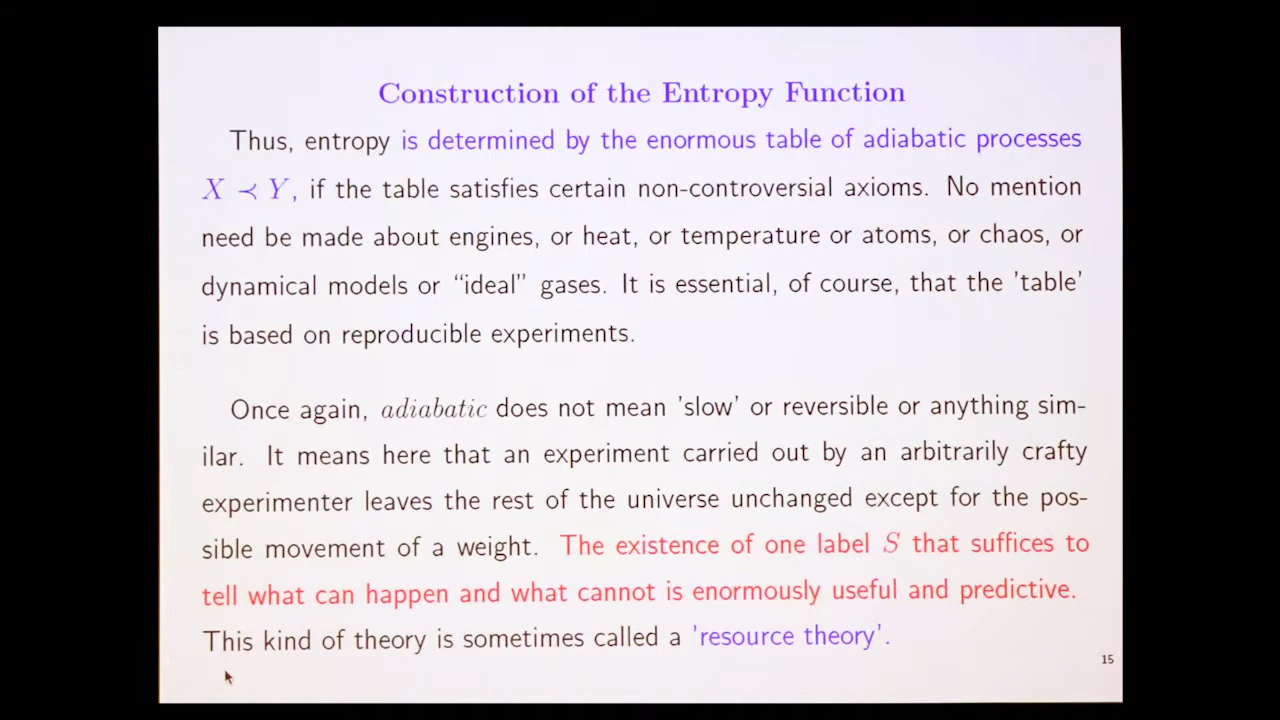 Construction of the Entropy Function
Thus, entropy is determined by the enormous table of adiabatic processes
X ≺ Y, if the table satisfies certain non-controversial axioms. No mention
need be made about engines, or heat, or temperature or atoms, or chaos, or
dynamical models or “ideal” gases. It is essential, of course, that the 'table'
is based on reproducible experiments.
Once again, adiabatic does not mean 'slow' or reversible or anything sim-
ilar. It means here that an experiment carried out by an arbitrarily crafty
experimenter leaves the rest of the universe unchanged except for the pos-
sible movement of a weight. The existence of one label S that suffices to
tell what can happen and what cannot is enormously useful and predictive.
This kind of theory is sometimes called a 'resource theory'.
15